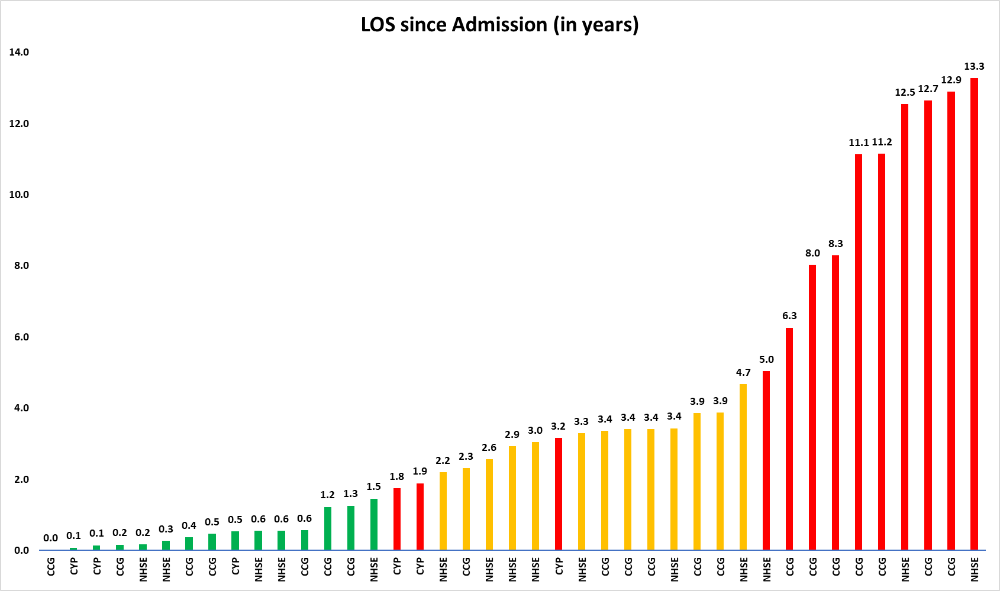 LOS since Admission (in years)
14.0
12.0
10.0
8.0
6.0
4.0
2.0
0.0
0.0 0.1 0.1 0.2 0.2 0.3 0.4 0.5 0.5 0.6 0.6 0.6 1.2 1.3 1.5 1.8 1.9 2.2 2.3 2.6 2.9 3.0 3.2 3.3 3.4 3.4 3.4 3.4 3.9 3.9 4.7 5.0 6.3 8.0 8.3 11.1 11.2 12.5 12.7 12.9 13.3
CCG CYP CYP CCG NHSE NHSE CCG CCG CYP NHSE NHSE CCG CCG CCG NHSE CYP CYP NHSE CCG NHSE NHSE NHSE CYP NHSE CCG CCG CCG NHSE CCG CCG NHSE NHSE CCG CCG CCG CCG CCG NHSE CCG CCG NHSE